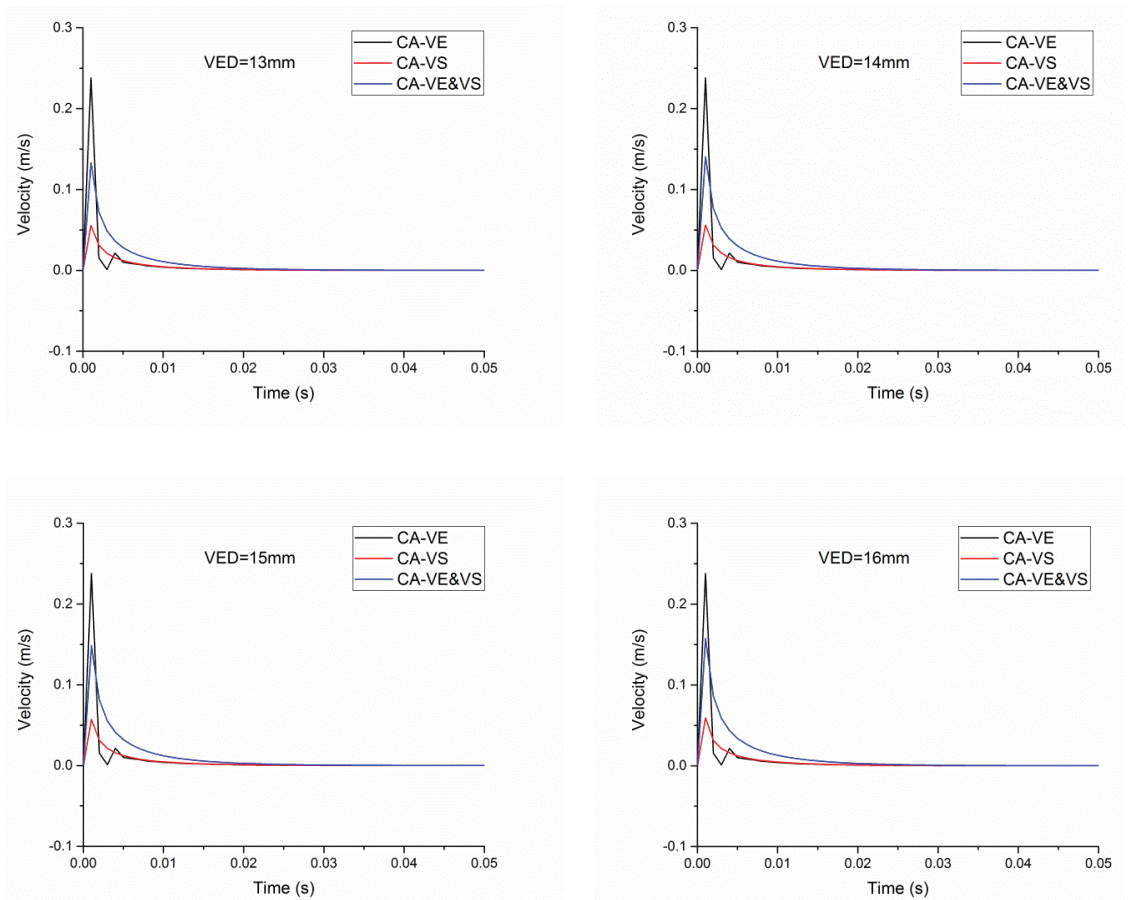 0.3
0.2
0.1
0.0
-0.1
Velocity (m/s)
VED=13mm
CA-VE
CA-VS
CA-VE&VS
0.00 0.01 0.02 0.03 0.04 0.05
Time (s)
0.3
0.2
0.1
0.0
-0.1
Velocity (m/s)
VED=14mm
CA-VE
CA-VS
CA-VE&VS
0.00 0.01 0.02 0.03 0.04 0.05
Time (s)
0.3
0.2
0.1
0.0
-0.1
Velocity (m/s)
VED=15mm
CA-VE
CA-VS
CA-VE&VS
0.00 0.01 0.02 0.03 0.04 0.05
Time (s)
0.3
0.2
0.1
0.0
-0.1
Velocity (m/s)
VED=16mm
CA-VE
CA-VS
CA-VE&VS
0.00 0.01 0.02 0.03 0.04 0.05
Time (s)